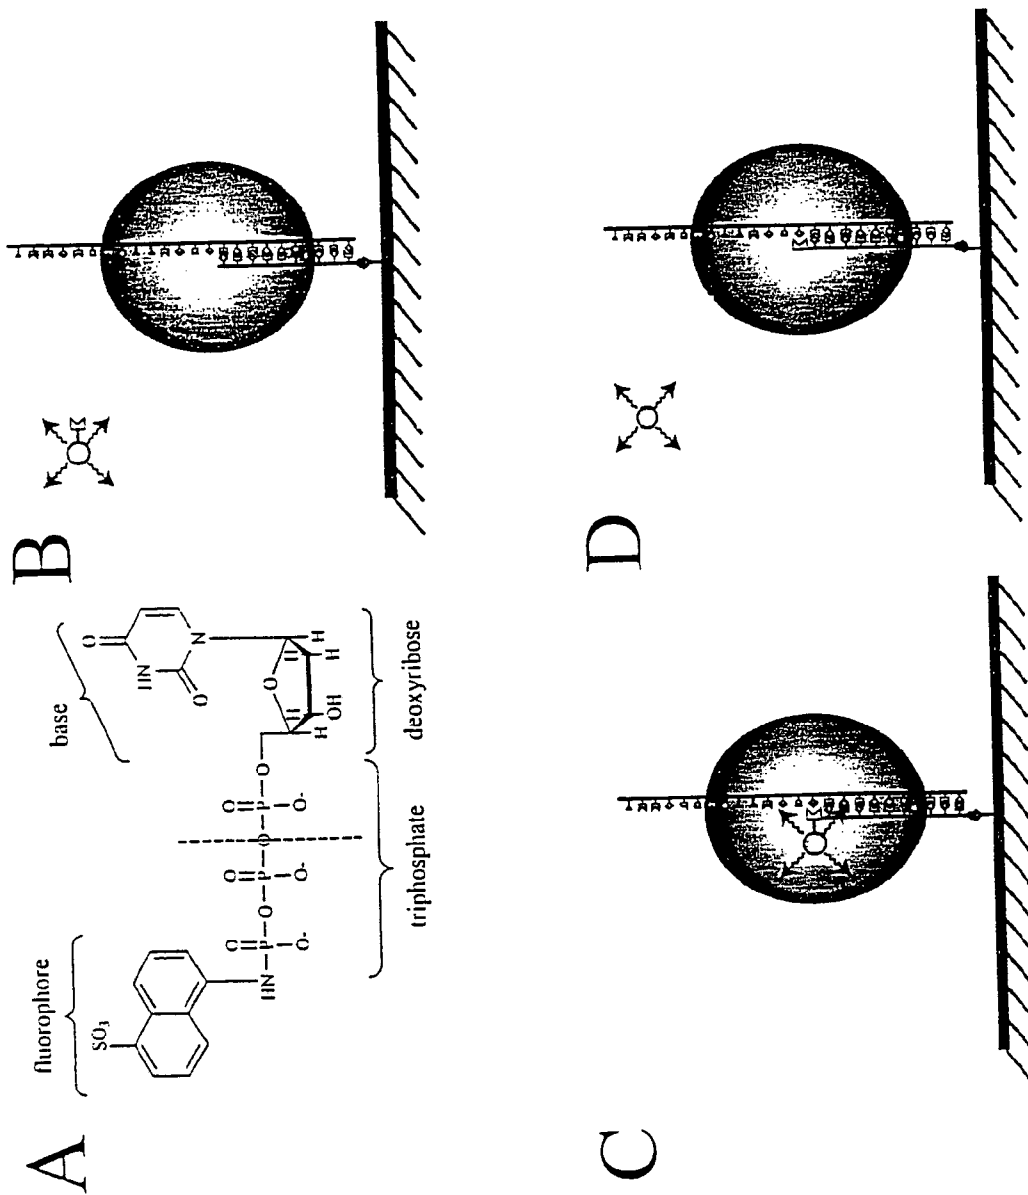 A
fluorophore
base
SO₃
O
HN
N
O
O O O
HN P O P O P O
O- O- O-
O
H H
H H
OH
triphosphate
deoxyribose
B
C
D